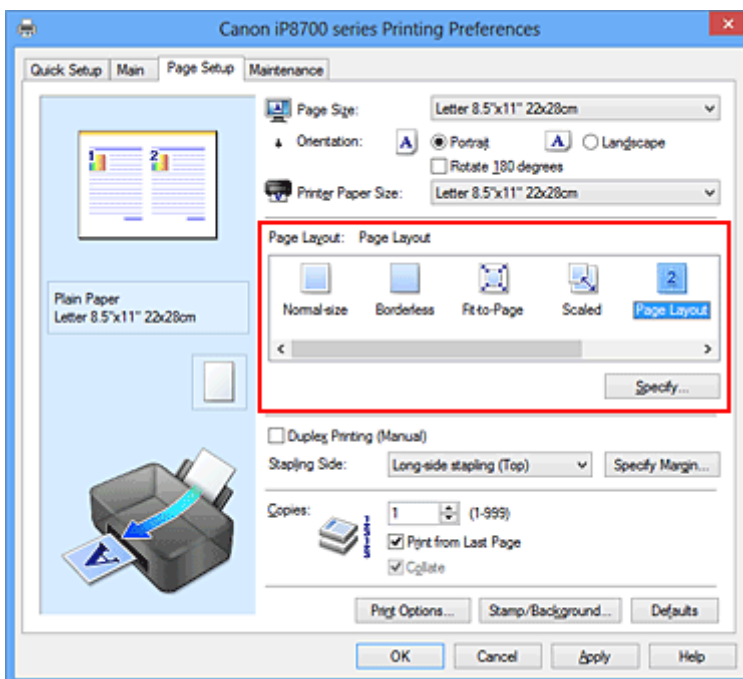 Canon iP8700 series Printing Preferences
Quick Setup Main Page Setup Maintenance
Page Size: Letter 8.5"x11" 22x28cm
Orientation: A Portrait A Landscape
Rotate 180 degrees
Printer Paper Size: Letter 8.5"x11" 22x28cm
1 2
Page Layout: Page Layout
2
Normal-size Borderless Fit-to-Page Scaled Page Layout
Plain Paper
Letter 8.5"x11" 22x28cm
Specify...
Duplex Printing (Manual)
Stapling Side: Long-side stapling (Top) Specify Margin...
Copies: 1 (1-999)
Print from Last Page
Collate
A
Print Options... Stamp/Background... Defaults
OK Cancel Apply Help